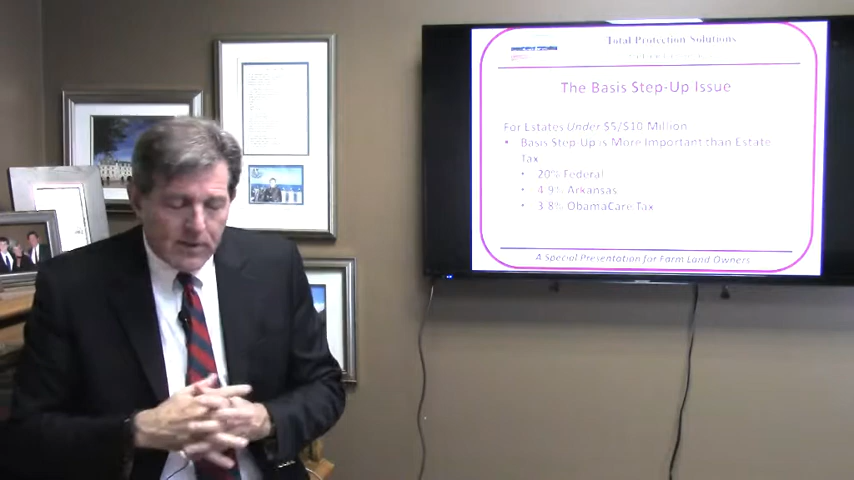 Total Protection Solutions
The Basis Step-Up Issue
For Estates Under $5/$10 Million
• Basis Step Up is More Important than Estate
Tax
• 20% Federal
• 4.9% Arkansas
• 3.8% ObamaCare Tax
A Special Presentation for Farm Land Owners